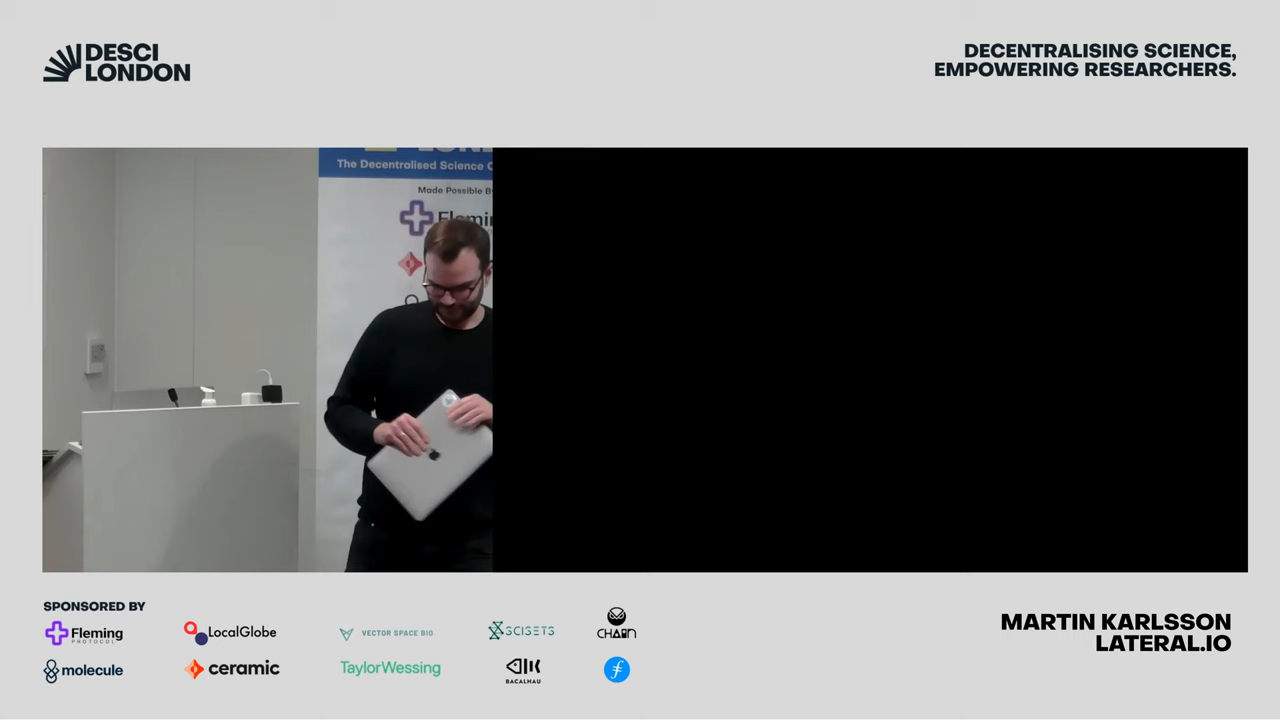 DESCI
LONDON
DECENTRALISING SCIENCE,
EMPOWERING RESEARCHERS.
The Decentralised Science
Made Possible
SPONSORED BY
Fleming
PROTOCOL
LocalGlobe
VECTOR SPACE BIO
SCISETS
CHAIN
molecule
ceramic
TaylorWessing
BACALHAU
MARTIN KARLSSON
LATERAL.IO